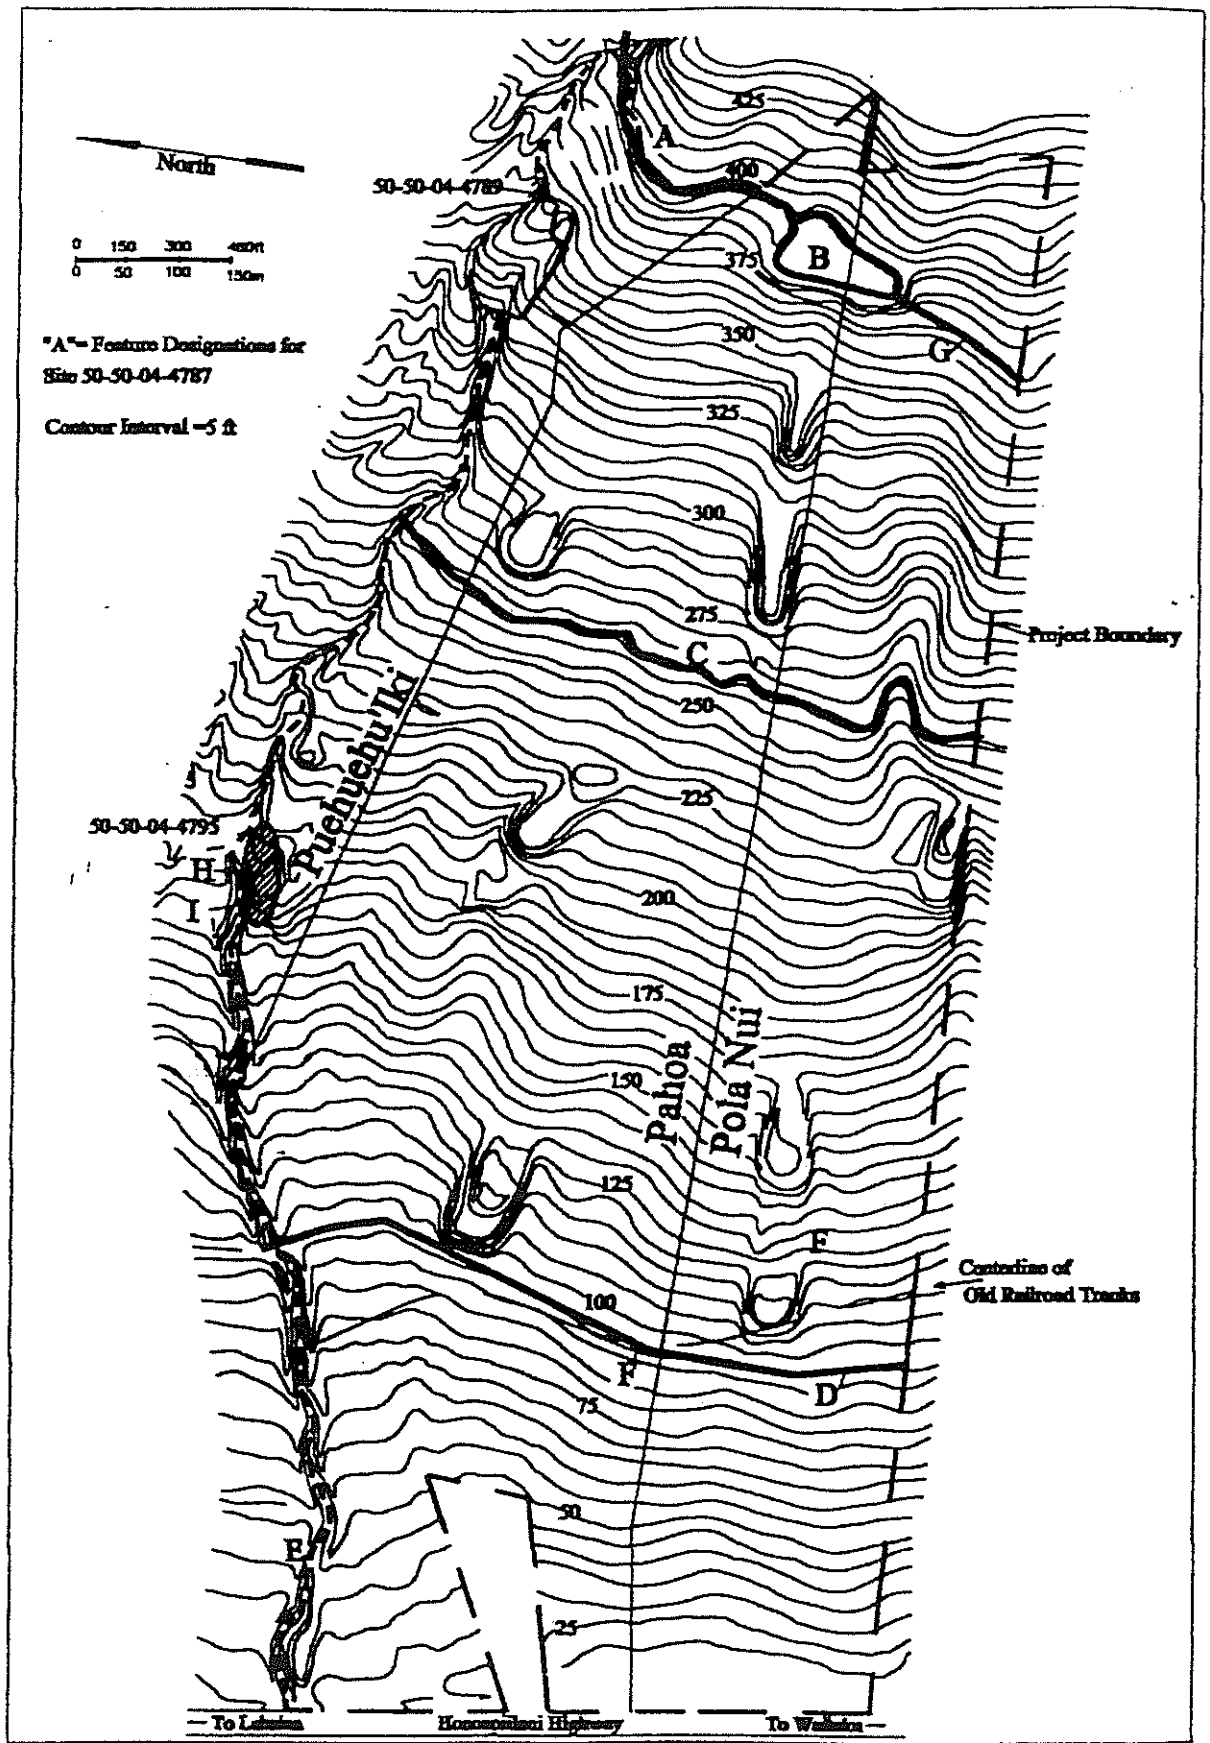 425
A
North
400
50-50-04-4789
0 150 300 450ft
0 50 100 150m
375
B
350
G
"A"= Feature Designations for
Site 50-50-04-4787
325
Contour Interval =5 ft
300
275
Project Boundary
C
250
Puehuehu'Iki
225
50-50-04-4795
H
200
I
175
Pahoa
Pola Nui
150
125
F
Centerline of
Old Railroad Tracks
100
F
D
75
50
E
25
— To Lahaina
Honoapiilani Highway
To Wailuku —